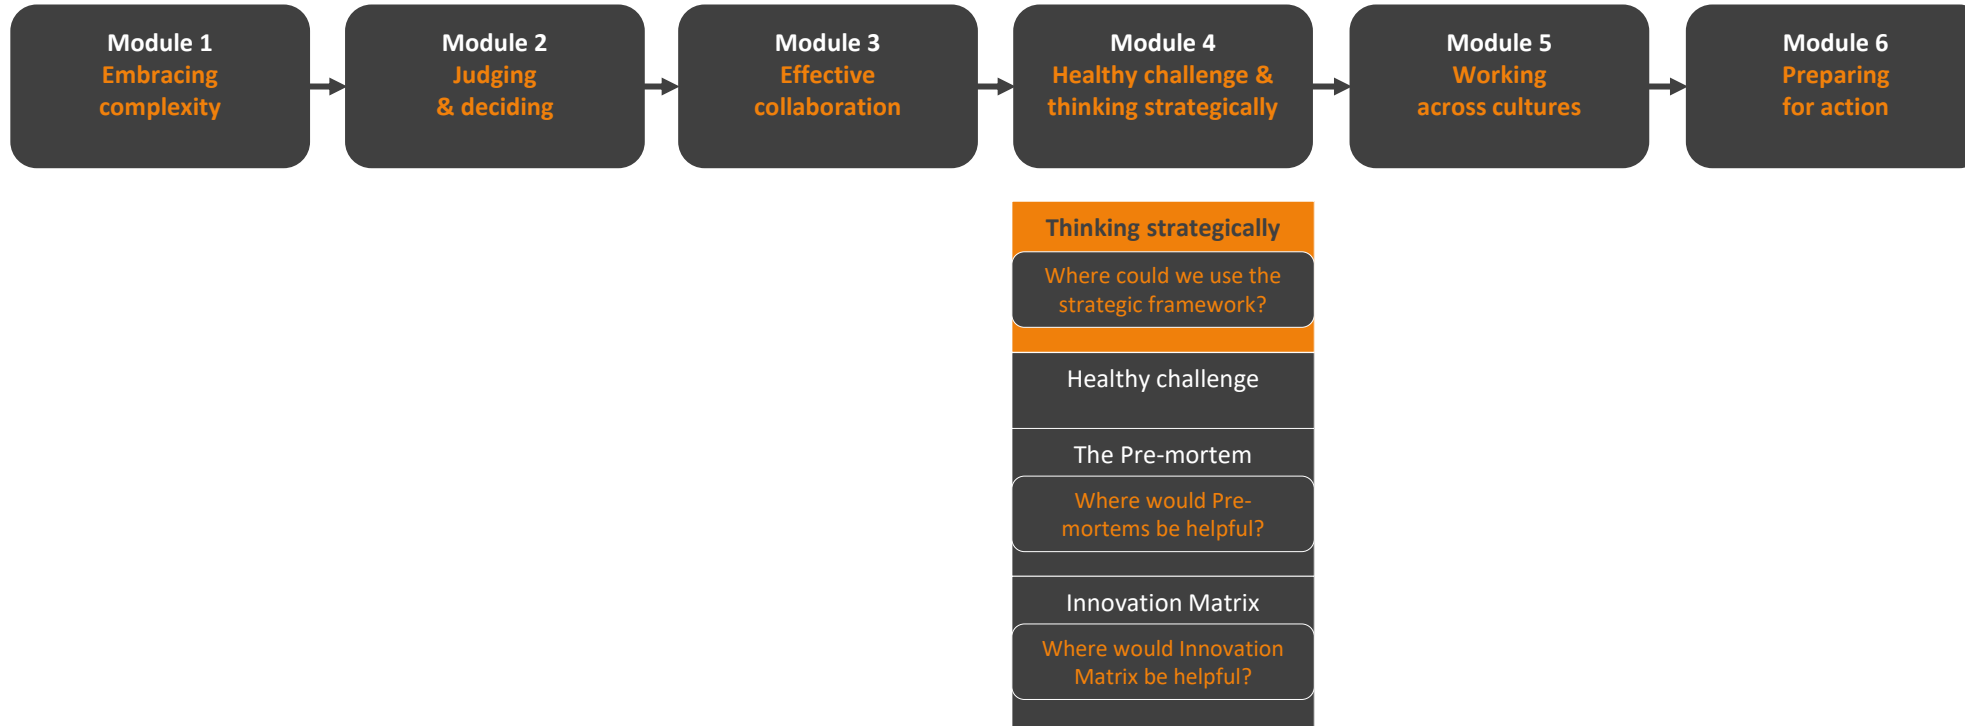 Module 1
Embracing
complexity
Module 2
Judging
& deciding
Module 3
Effective
collaboration
Module 4
Healthy challenge &
thinking strategically
Module 5
Working
across cultures
Module 6
Preparing
for action
Thinking strategically
Where could we use the
strategic framework?
Healthy challenge
The Pre-mortem
Where would Pre-
mortems be helpful?
Innovation Matrix
Where would Innovation
Matrix be helpful?